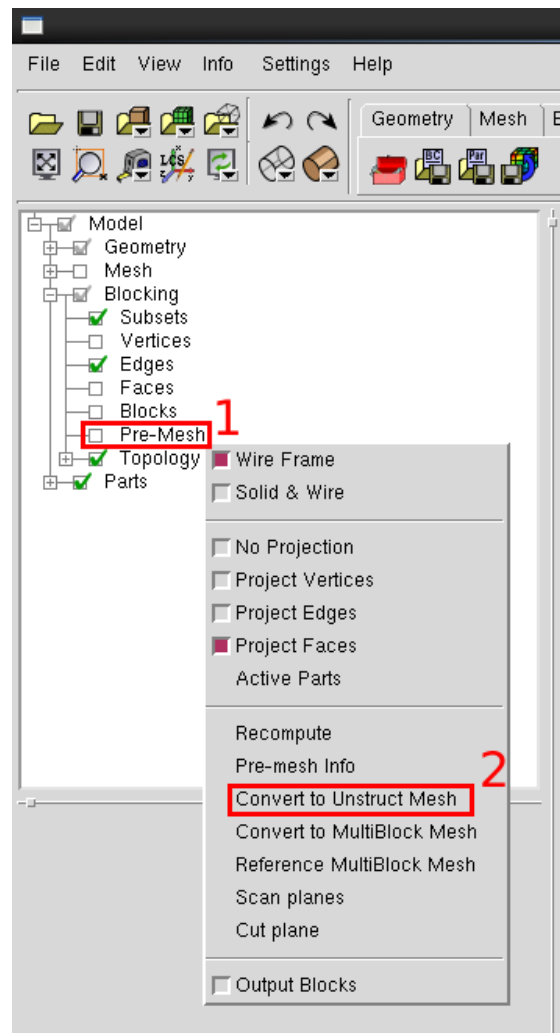 File Edit View Info Settings Help
Geometry Mesh
BC Par
LCS
Model
Geometry
Mesh
Blocking
Subsets
Vertices
Edges
Faces
Blocks
Pre-Mesh 1
Topology
Parts
Wire Frame
Solid & Wire
No Projection
Project Vertices
Project Edges
Project Faces
Active Parts
Recompute
Pre-mesh Info
2
Convert to Unstruct Mesh
Convert to MultiBlock Mesh
Reference MultiBlock Mesh
Scan planes
Cut plane
Output Blocks